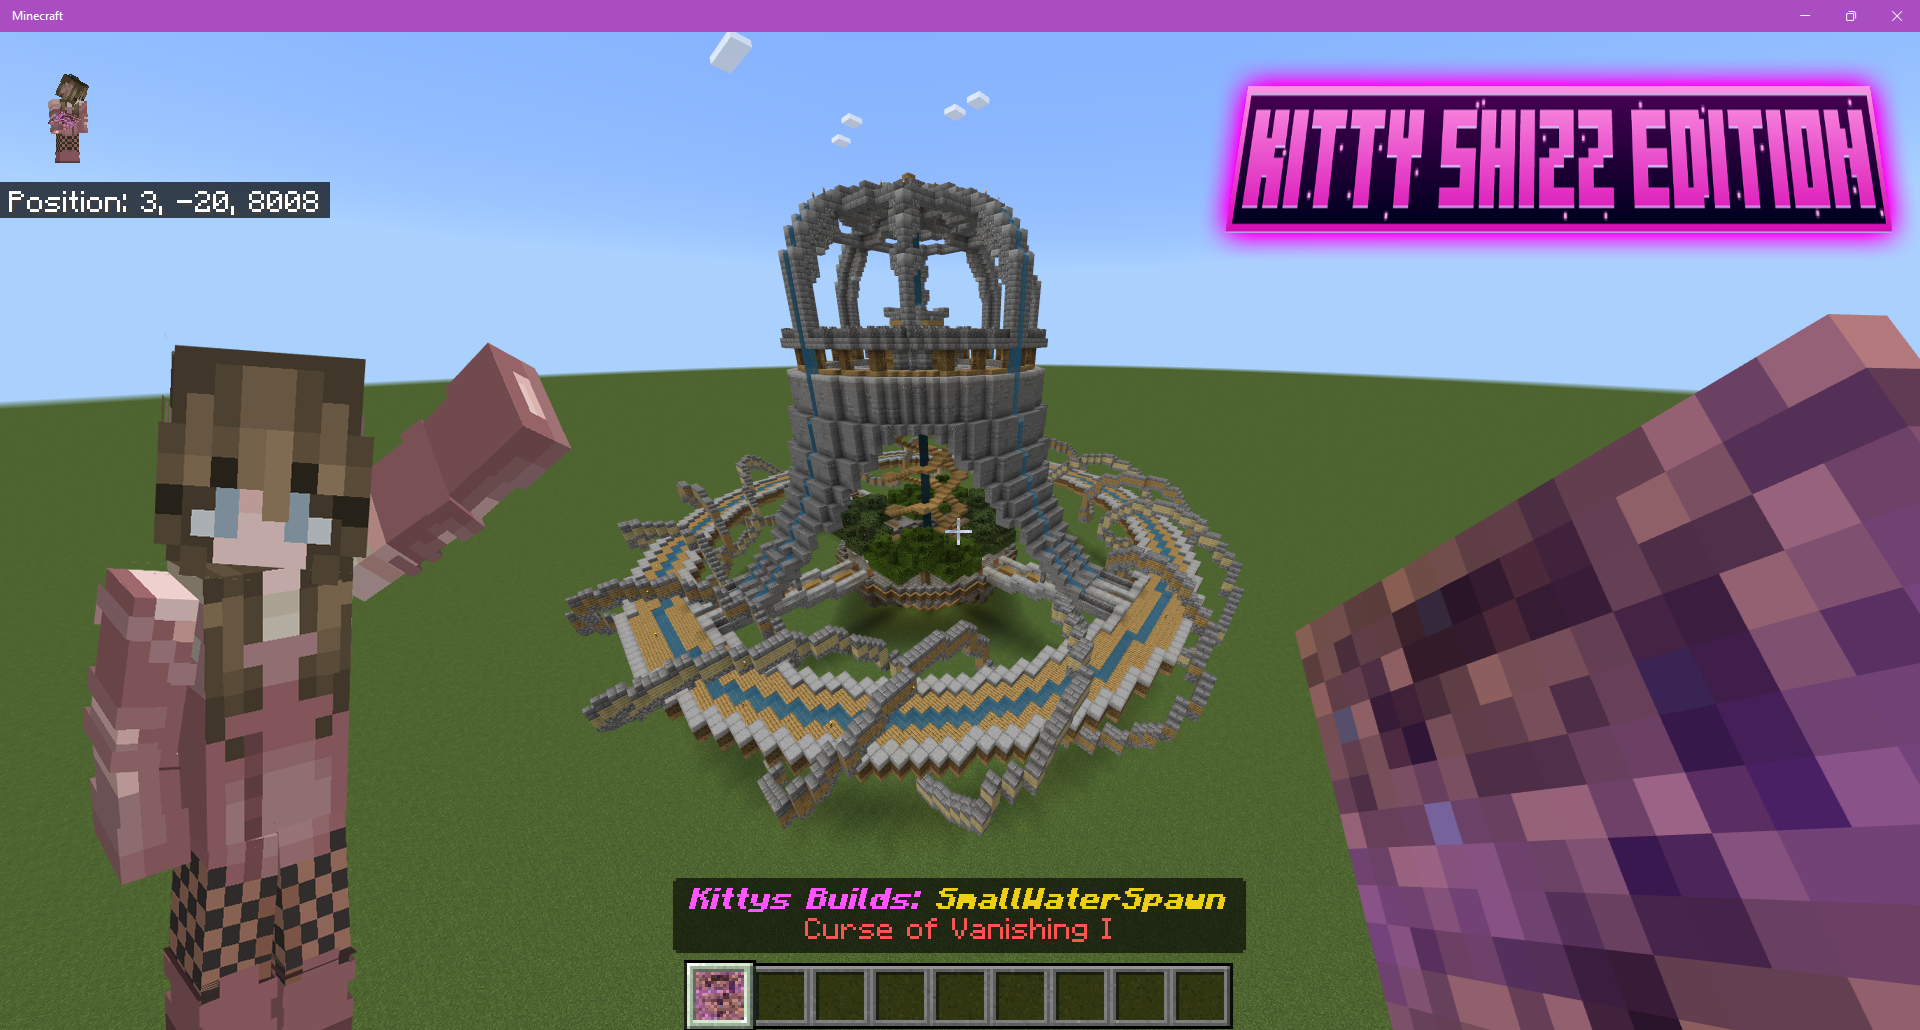 Minecraft
KITTY SHIZZ EDITION
Position: 3, -20, 8008
Kittys Builds: SmallWaterSpawn
Curse of Vanishing I